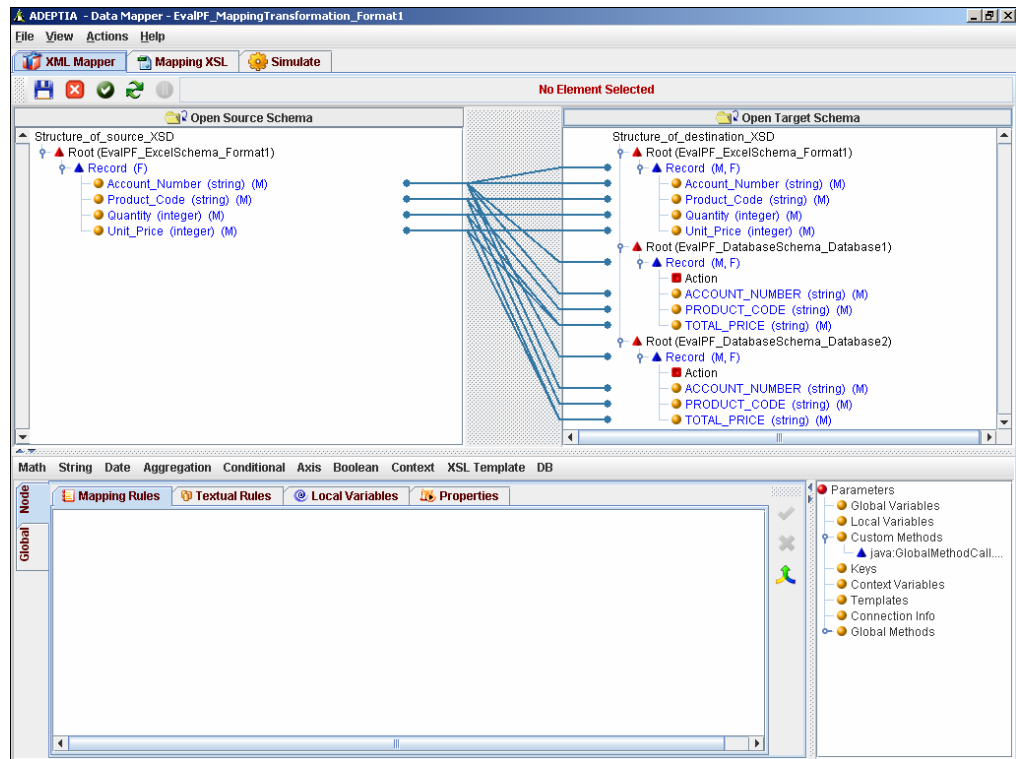 ADEPTIA - Data Mapper - EvalPF_MappingTransformation_Format1
File View Actions Help
XML Mapper Mapping XSL Simulate
No Element Selected
Open Source Schema
Structure_of_source_XSD
Root (EvalPF_ExcelSchema_Format1)
Record (F)
Account_Number (string) (M)
Product_Code (string) (M)
Quantity (integer) (M)
Unit_Price (integer) (M)
Open Target Schema
Structure_of_destination_XSD
Root (EvalPF_ExcelSchema_Format1)
Record (M, F)
Account_Number (string) (M)
Product_Code (string) (M)
Quantity (integer) (M)
Unit_Price (integer) (M)
Root (EvalPF_DatabaseSchema_Database1)
Record (M, F)
Action
ACCOUNT_NUMBER (string) (M)
PRODUCT_CODE (string) (M)
TOTAL_PRICE (string) (M)
Root (EvalPF_DatabaseSchema_Database2)
Record (M, F)
Action
ACCOUNT_NUMBER (string) (M)
PRODUCT_CODE (string) (M)
TOTAL_PRICE (string) (M)
Math String Date Aggregation Conditional Axis Boolean Context XSL Template DB
Node
Global
Mapping Rules Textual Rules Local Variables Properties
Parameters
Global Variables
Local Variables
Custom Methods
java:GlobalMethodCall....
Keys
Context Variables
Templates
Connection Info
Global Methods